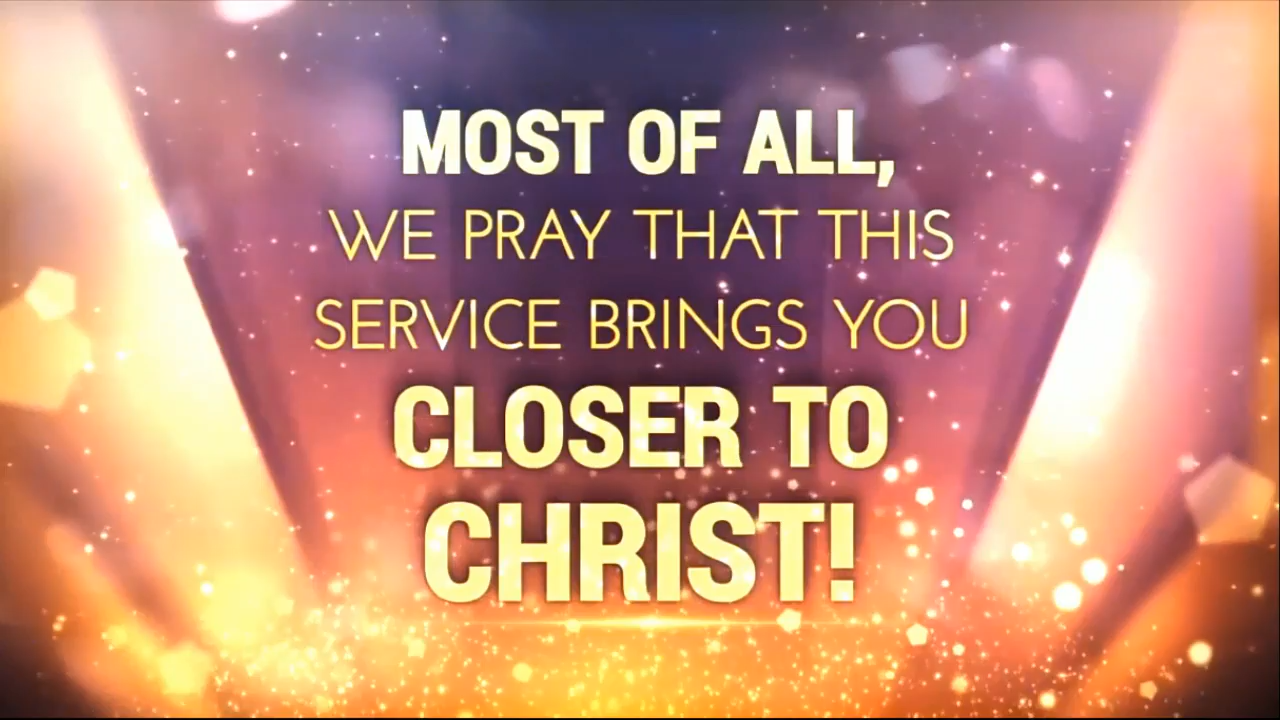 MOST OF ALL,
WE PRAY THAT THIS
SERVICE BRINGS YOU
CLOSER TO
CHRIST!